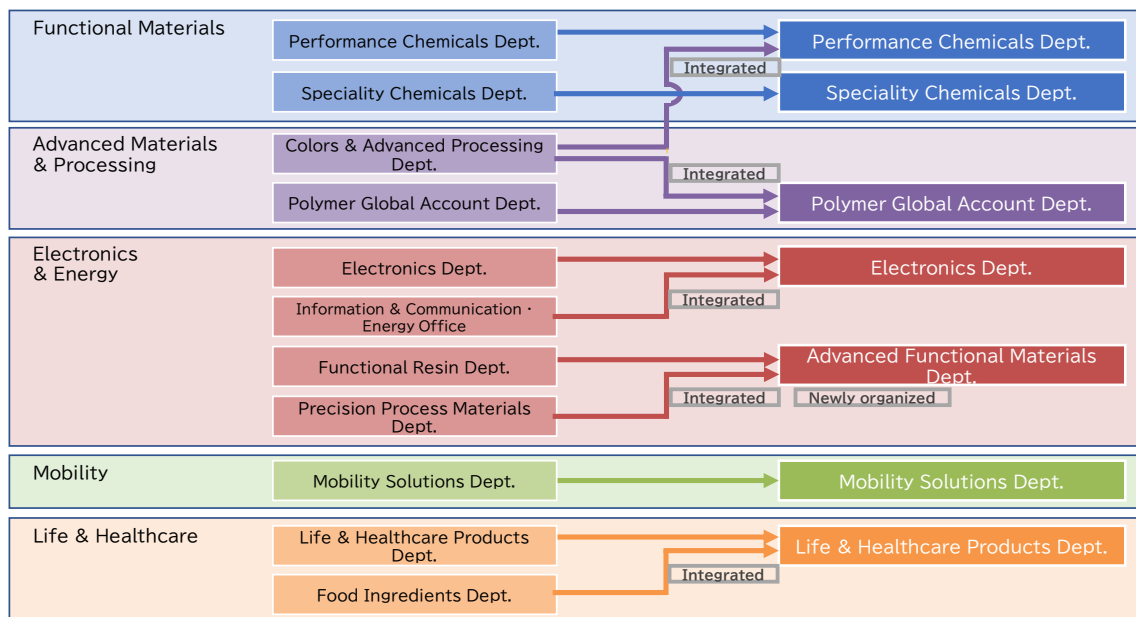 Functional Materials
Performance Chemicals Dept.
Performance Chemicals Dept.
Integrated
Speciality Chemicals Dept.
Speciality Chemicals Dept.
Advanced Materials
& Processing
Colors & Advanced Processing
Dept.
Integrated
Polymer Global Account Dept.
Polymer Global Account Dept.
Electronics
& Energy
Electronics Dept.
Electronics Dept.
Information & Communication・
Energy Office
Integrated
Functional Resin Dept.
Advanced Functional Materials
Dept.
Precision Process Materials
Dept.
Integrated
Newly organized
Mobility
Mobility Solutions Dept.
Mobility Solutions Dept.
Life & Healthcare
Life & Healthcare Products
Dept.
Life & Healthcare Products Dept.
Integrated
Food Ingredients Dept.